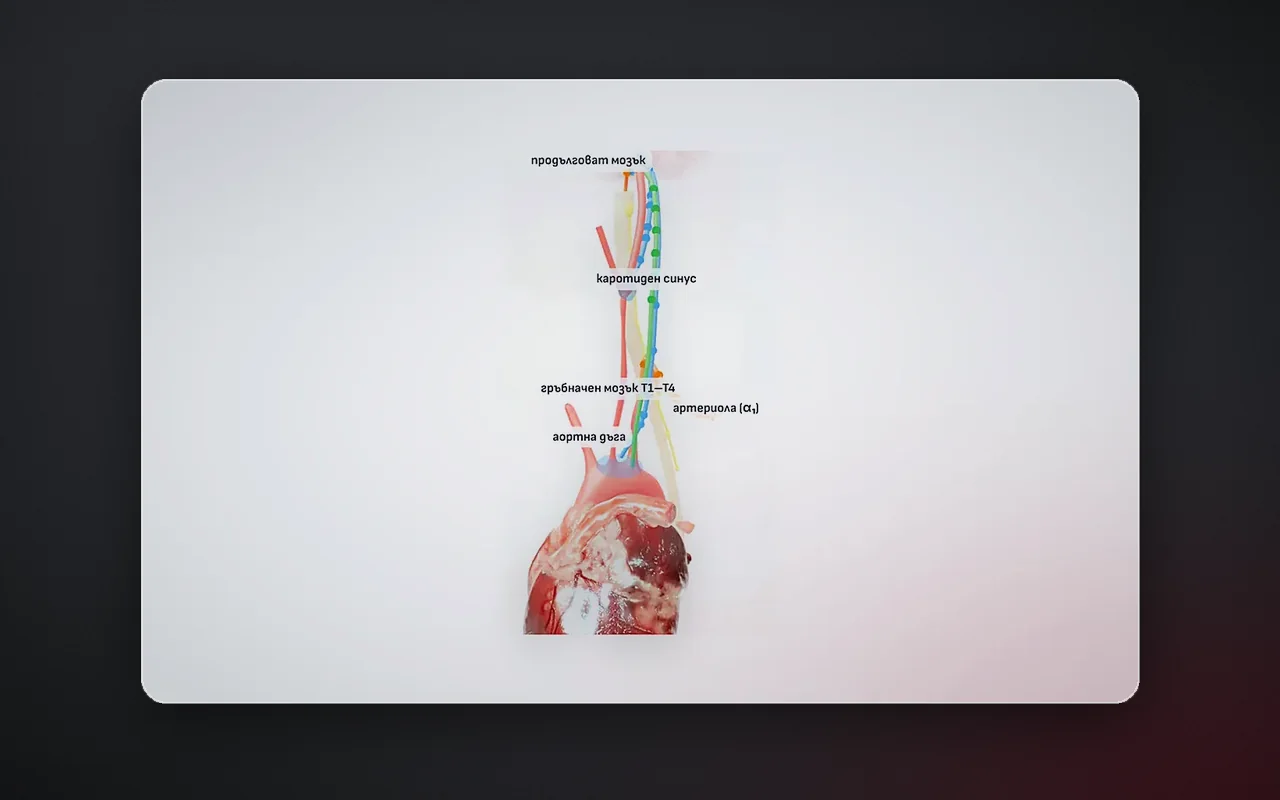 продълговат мозък
каротиден синус
гръбначен мозък T1–T4
артериола (α₁)
аортна дъга